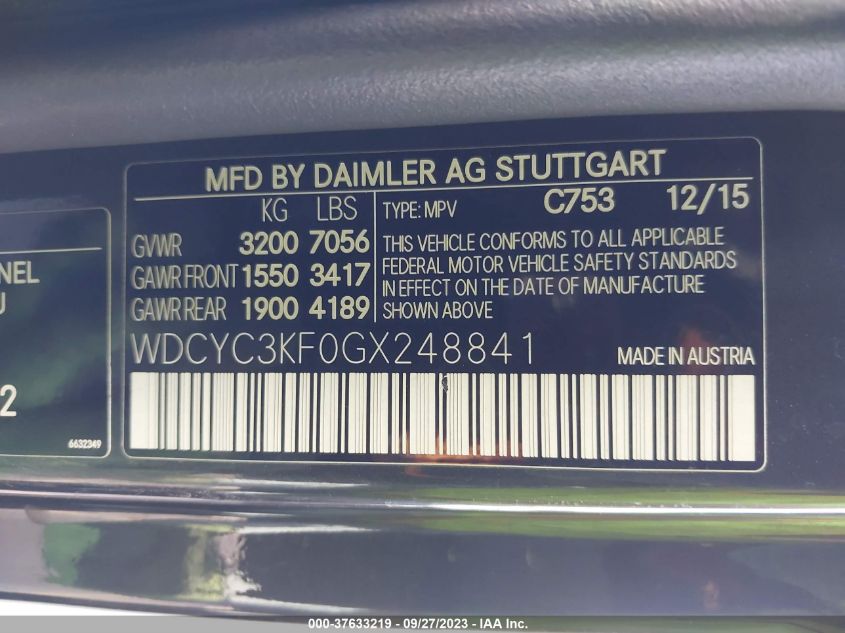 MFD BY DAIMLER AG STUTTGART
KG LBS
GVWR 3200 7056
GAWR FRONT 1550 3417
GAWR REAR 1900 4189
TYPE: MPV C753 12/15
THIS VEHICLE CONFORMS TO ALL APPLICABLE
FEDERAL MOTOR VEHICLE SAFETY STANDARDS
IN EFFECT ON THE DATE OF MANUFACTURE
SHOWN ABOVE
WDCYC3KF0GX248841 MADE IN AUSTRIA
NEL
U
2
6632349
000-37633219 - 09/27/2023 - IAA Inc.